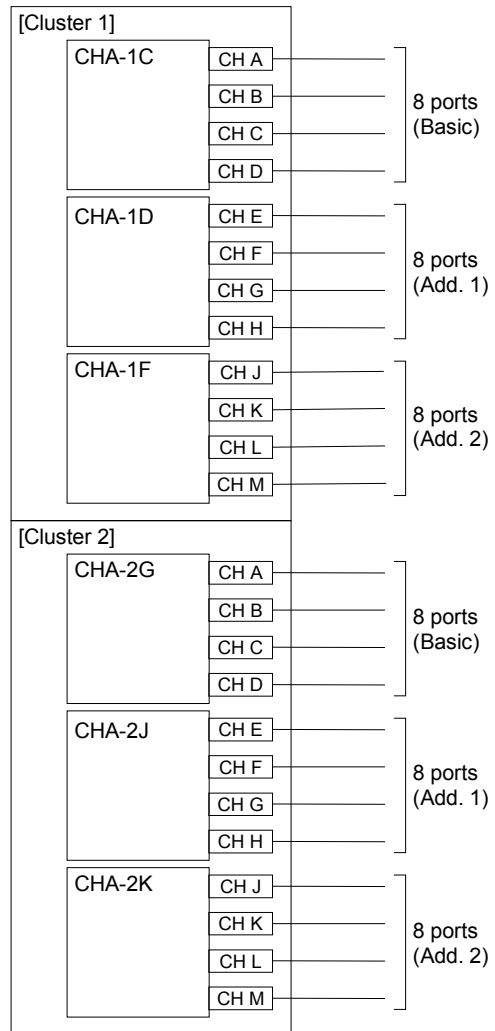 [Cluster 1]
CHA-1C
CH A
CH B
CH C
CH D
8 ports
(Basic)
CHA-1D
CH E
CH F
CH G
CH H
8 ports
(Add. 1)
CHA-1F
CH J
CH K
CH L
CH M
8 ports
(Add. 2)
[Cluster 2]
CHA-2G
CH A
CH B
CH C
CH D
8 ports
(Basic)
CHA-2J
CH E
CH F
CH G
CH H
8 ports
(Add. 1)
CHA-2K
CH J
CH K
CH L
CH M
8 ports
(Add. 2)